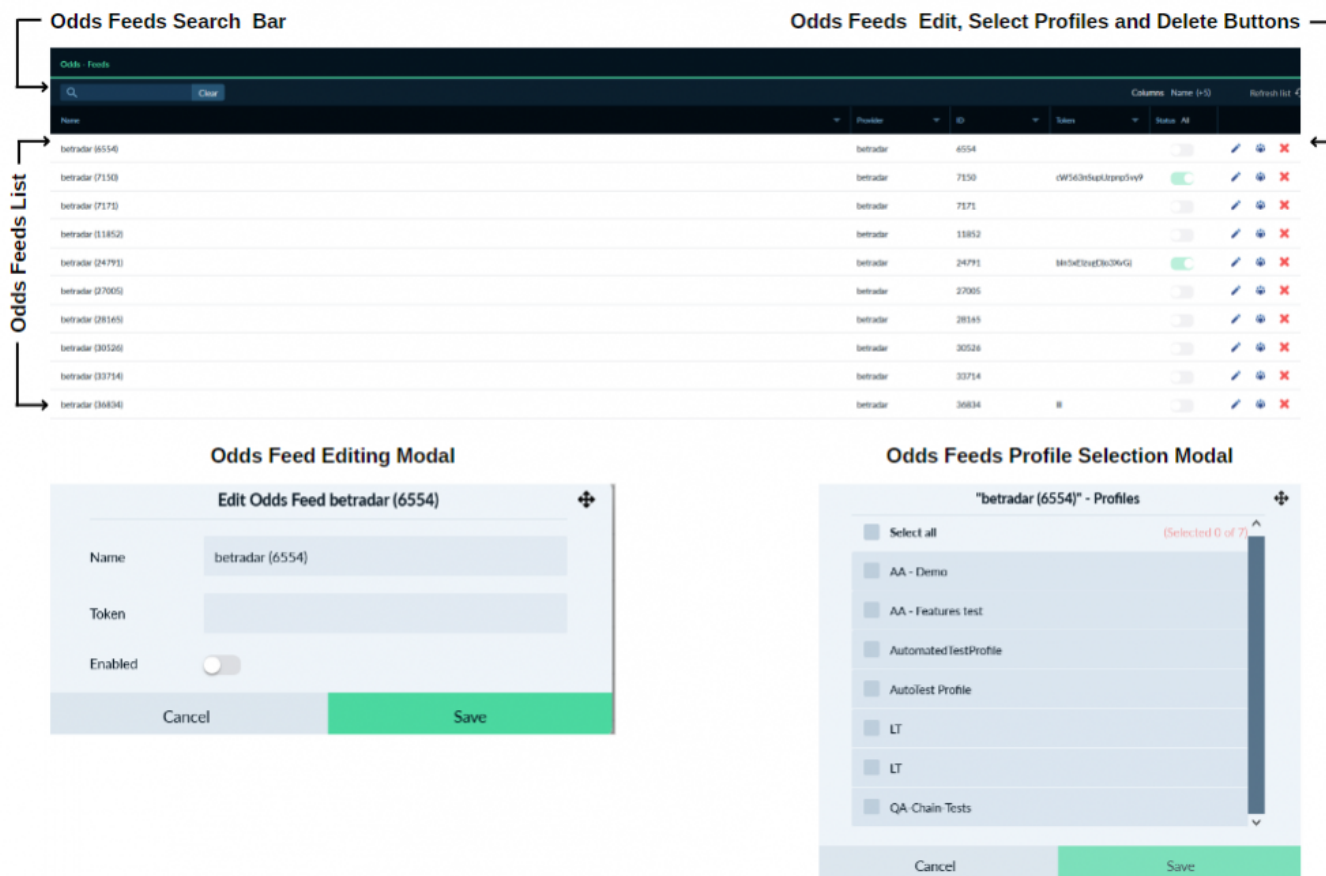 Odds Feeds Search Bar
Odds Feeds Edit, Select Profiles and Delete Buttons
Odds - Feeds
Clear
Columns Name (+5)
Refresh list
Name Provider ID Token Status All
Odds Feeds List
betradar (6554) betradar 6554
betradar (7150) betradar 7150
betradar (7171) betradar 7171
betradar (11852) betradar 11852
betradar (24791) betradar 24791
betradar (27005) betradar 27005
betradar (28165) betradar 28165
betradar (30526) betradar 30526
betradar (33714) betradar 33714
betradar (36834) betradar 36834
Odds Feed Editing Modal
Edit Odds Feed betradar (6554)
Name betradar (6554)
Token
Enabled
Cancel Save
Odds Feeds Profile Selection Modal
"betradar (6554)" - Profiles
Select all (Selected 0 of 7)
AA - Demo
AA - Features test
AutomatedTestProfile
AutoTest Profile
LT
LT
QA-Chain-Tests
Cancel Save